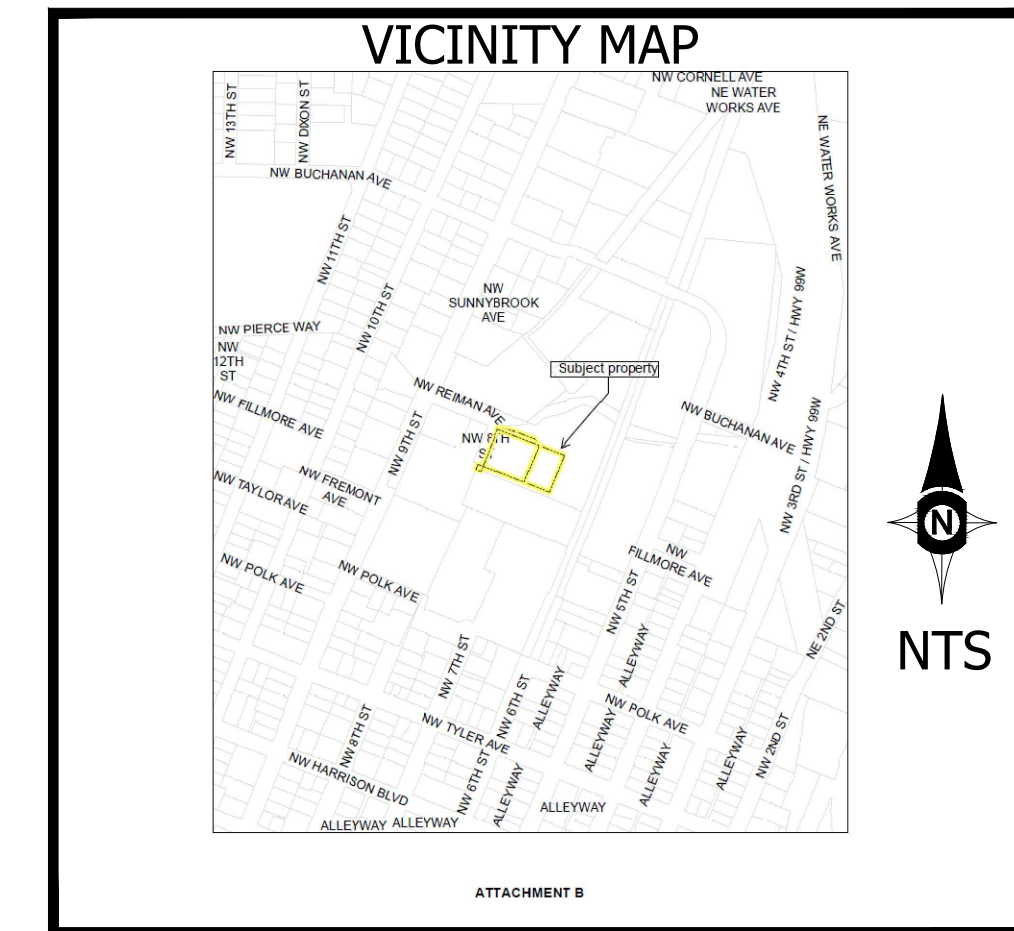 VICINITY MAP
NW CORNELL AVE
NE WATER
WORKS AVE
NW 13TH ST
NW DIXON ST
NE WATER WORKS AVE
NW BUCHANAN AVE
NW 11TH ST
NW 10TH ST
NW
SUNNYBROOK
AVE
NW 4TH ST / HWY 99W
NW PIERCE WAY
NW
12TH
ST
Subject property
NW REIMAN AVE
NW FILLMORE AVE
NW 9TH ST
NW 8TH
NW BUCHANAN AVE
NW 3RD ST / HWY 99W
NW TAYLOR AVE
NW FREMONT
AVE
N
NW POLK AVE
NW POLK AVE
NW
FILLMORE AVE
NW 5TH ST
NE 2ND ST
NTS
NW 7TH ST
ALLEYWAY
NW 6TH ST
ALLEYWAY
NW POLK AVE
NW 8TH ST
NW TYLER AVE
ALLEYWAY
ALLEYWAY
ALLEYWAY
NW 2ND ST
NW HARRISON BLVD
NW 6TH ST
ALLEYWAY
ALLEYWAY
ALLEYWAY
ALLEYWAY
ATTACHMENT B